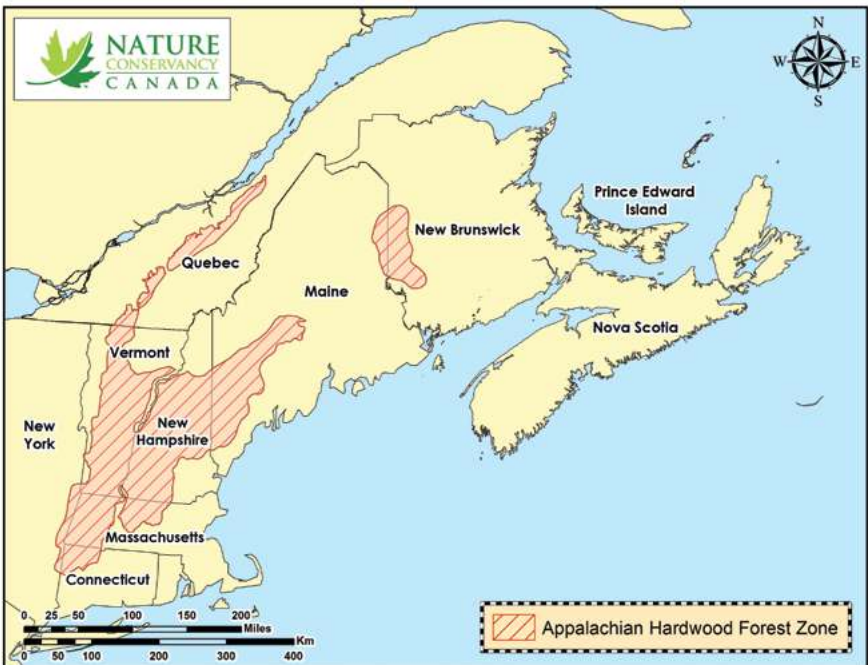 NATURE
CONSERVANCY
CANADA
N
W E
S
Prince Edward
Island
New Brunswick
Quebec
Maine
Nova Scotia
Vermont
New
York
New
Hampshire
Massachusetts
Connecticut
0 25 50 100 150 200
Miles
Km
0 50 100 200 300 400
Appalachian Hardwood Forest Zone